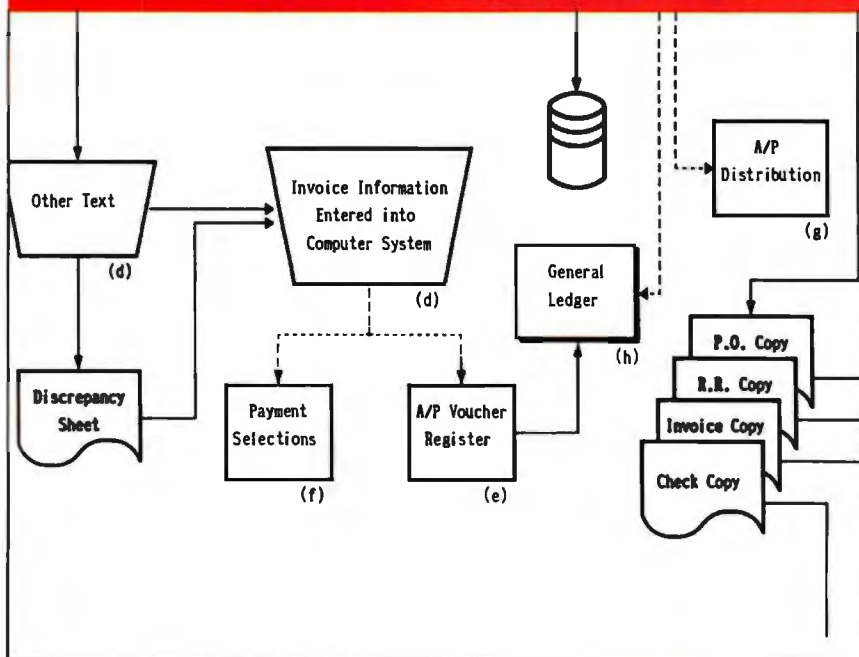 Other Text
(d)
Invoice Information
Entered into
Computer System
(d)
A/P
Distribution
(g)
General
Ledger
(h)
Discrepancy
Sheet
Payment
Selections
(f)
A/P Voucher
Register
(e)
P.O. Copy
R.R. Copy
Invoice Copy
Check Copy